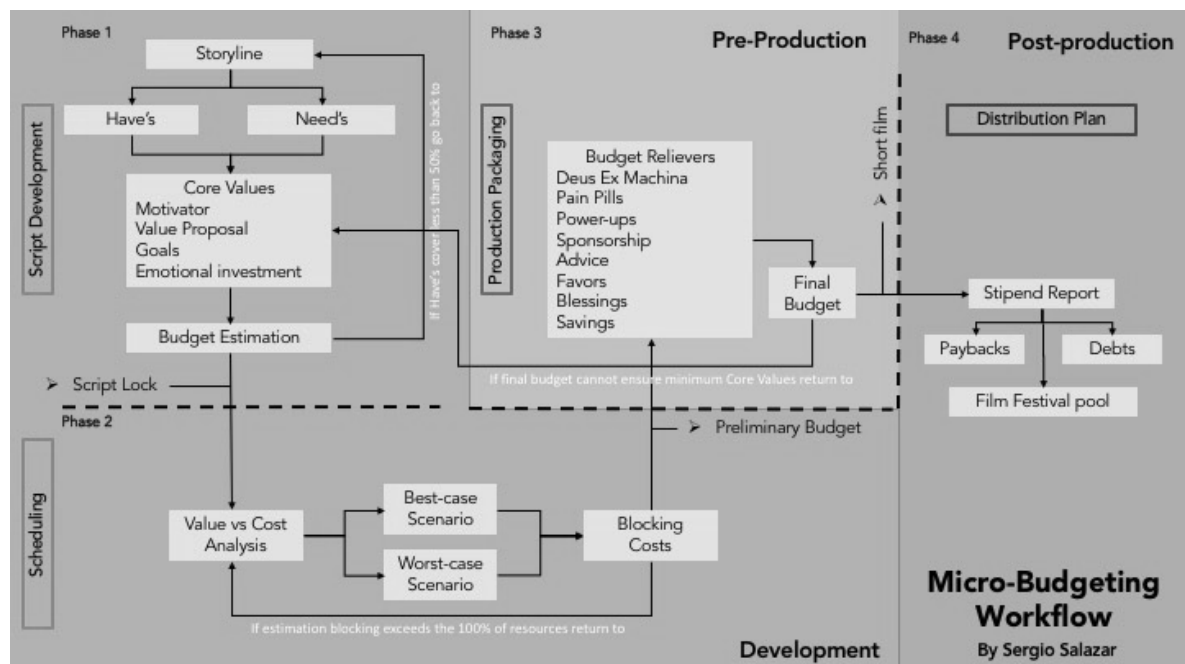 Phase 1
Storyline
Have's
Need's
Script Development
Core Values
Motivator
Value Proposal
Goals
Emotional investment
If Have's cover less than 50% go back to
Budget Estimation
Script Lock
Phase 2
Scheduling
Value vs Cost
Analysis
Best-case
Scenario
Worst-case
Scenario
Blocking
Costs
If estimation blocking exceeds the 100% of resources return to
Development
Phase 3
Pre-Production
Production Packaging
Budget Relievers
Deus Ex Machina
Pain Pills
Power-ups
Sponsorship
Advice
Favors
Blessings
Savings
Final
Budget
Short film
If final budget cannot ensure minimum Core Values return to
Preliminary Budget
Phase 4
Post-production
Distribution Plan
Stipend Report
Paybacks
Debts
Film Festival pool
Micro-Budgeting
Workflow
By Sergio Salazar